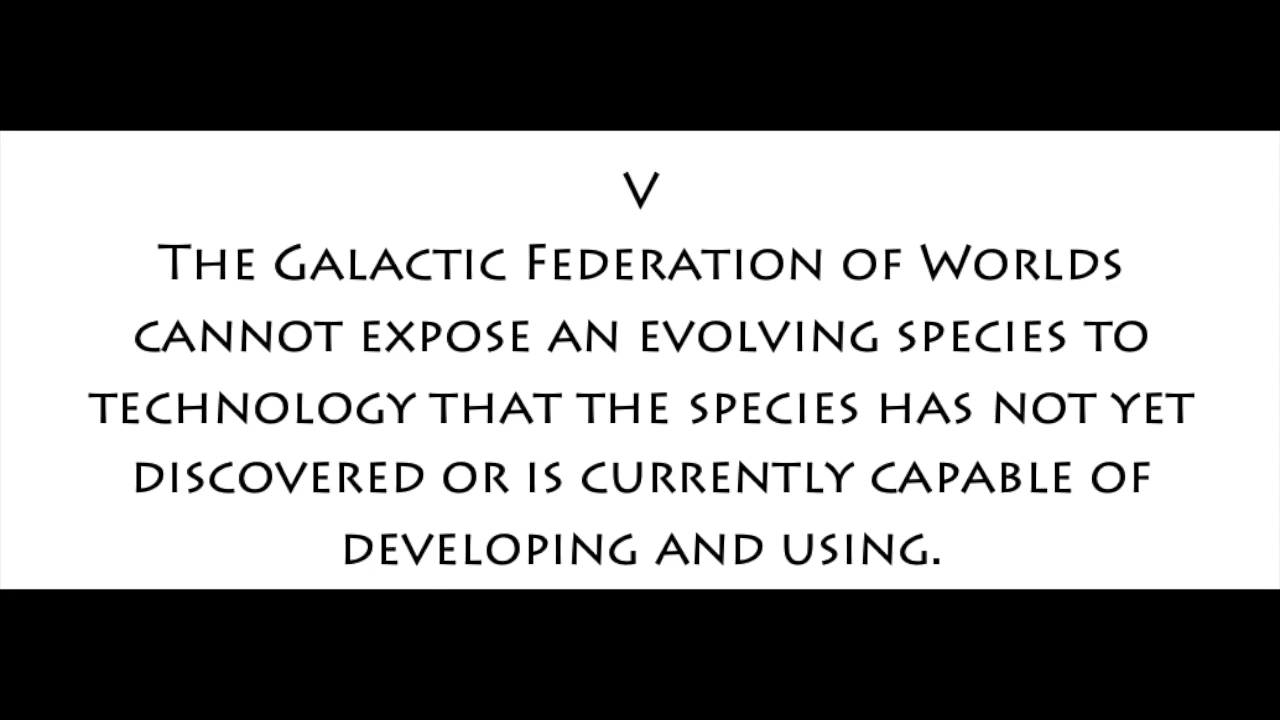 V
The Galactic Federation of Worlds
cannot expose an evolving species to
technology that the species has not yet
discovered or is currently capable of
developing and using.